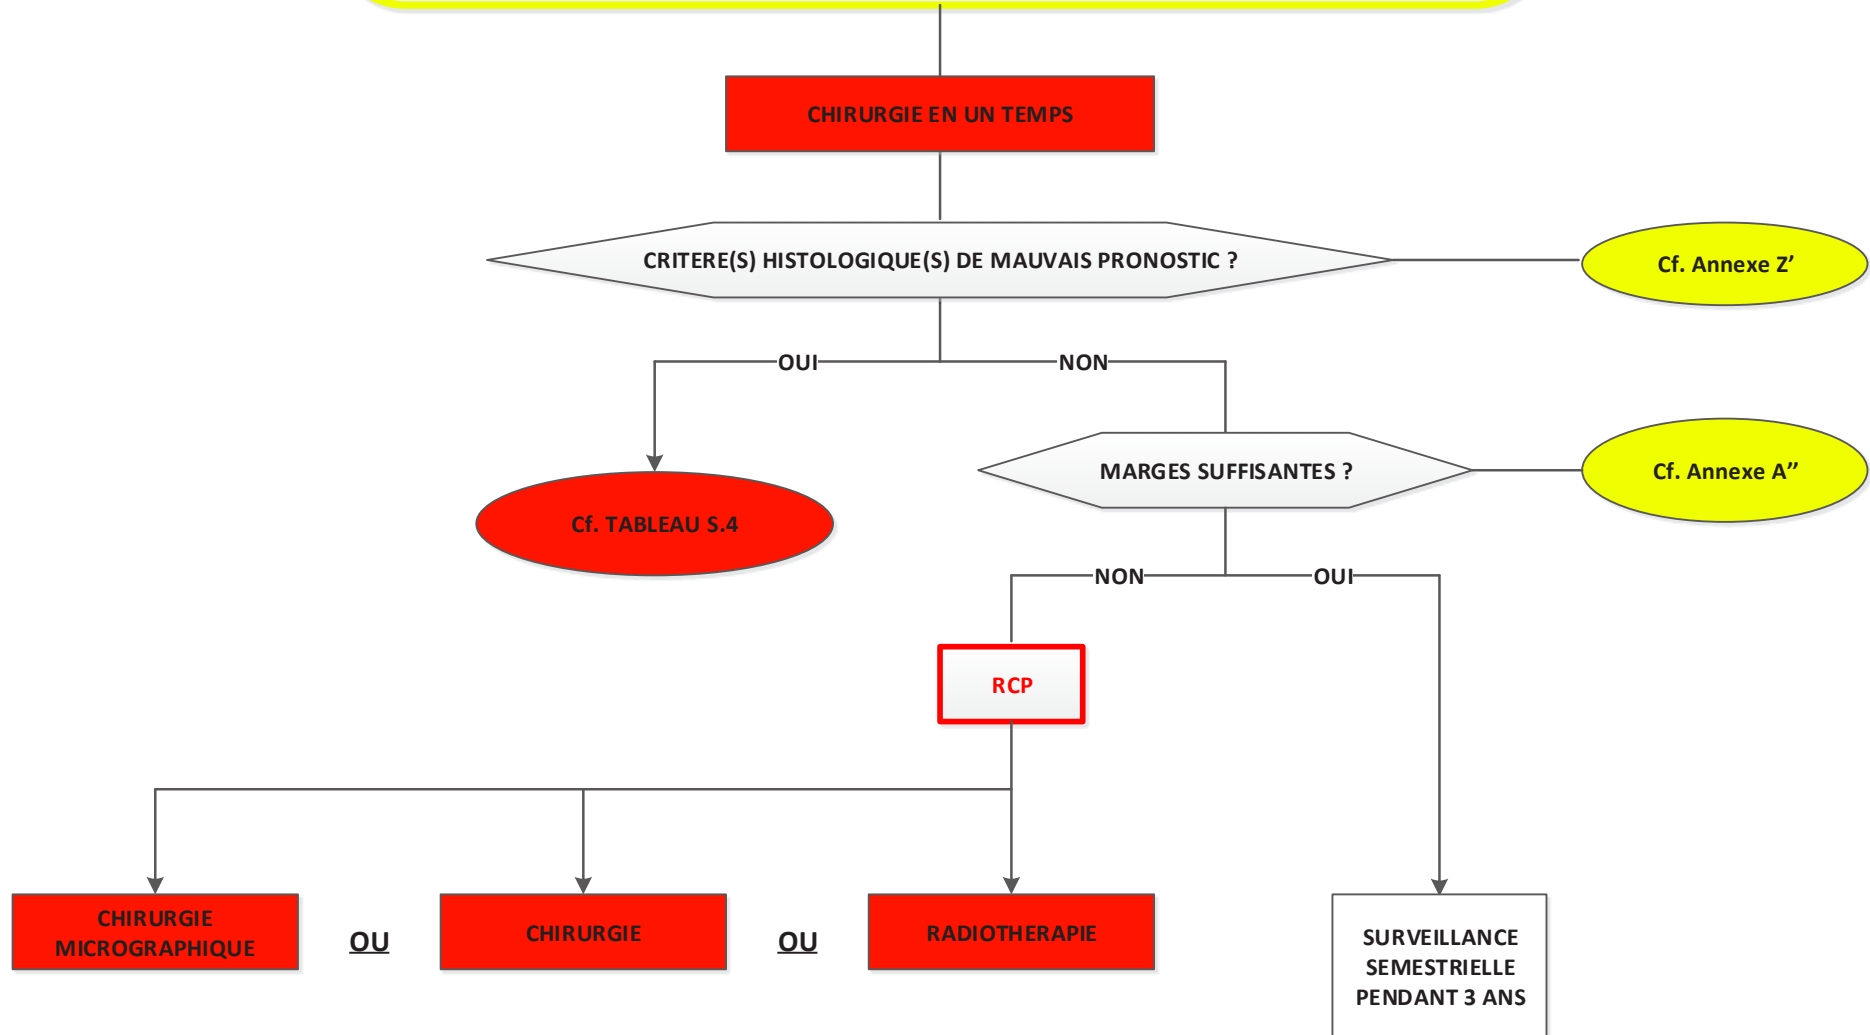 CHIRURGIE EN UN TEMPS
CRITERE(S) HISTOLOGIQUE(S) DE MAUVAIS PRONOSTIC ?
Cf. Annexe Z’
OUI
NON
MARGES SUFFISANTES ?
Cf. Annexe A’’
Cf. TABLEAU S.4
NON
OUI
RCP
CHIRURGIE
MICROGRAPHIQUE
OU
CHIRURGIE
OU
RADIOTHERAPIE
SURVEILLANCE
SEMESTRIELLE
PENDANT 3 ANS